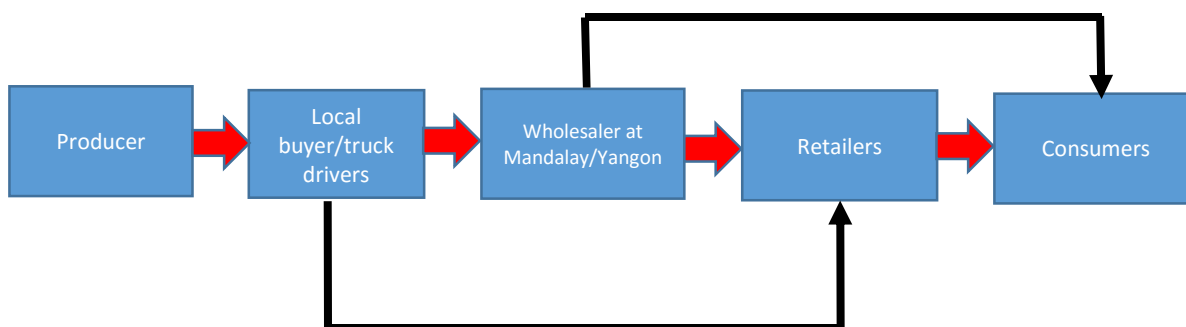 Producer
Local
buyer/truck
drivers
Wholesaler at
Mandalay/Yangon
Retailers
Consumers